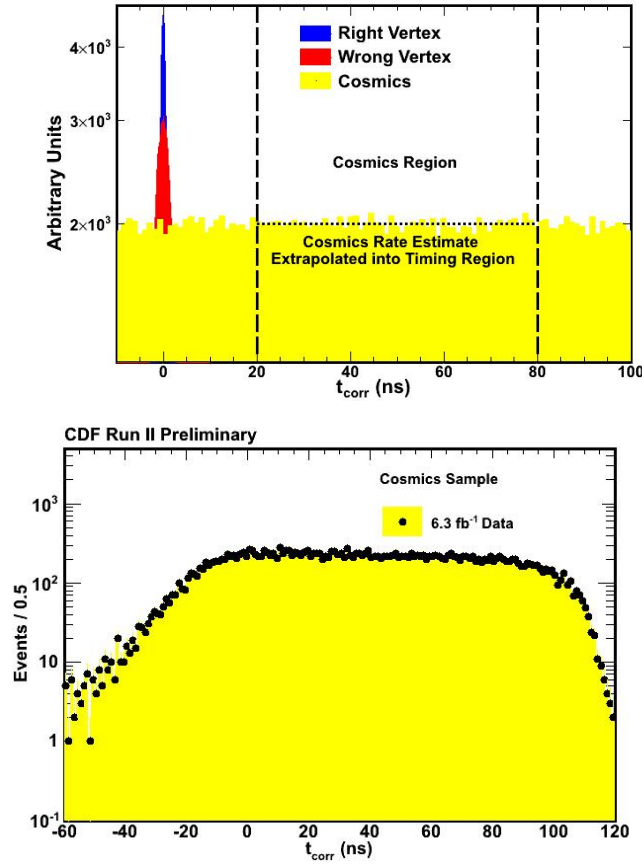 4×10³
3×10³
2×10³
Arbitrary Units
Right Vertex
Wrong Vertex
Cosmics
Cosmics Region
Cosmics Rate Estimate
Extrapolated into Timing Region
0 20 40 60 80 100
t_corr (ns)
CDF Run II Preliminary
Cosmics Sample
6.3 fb⁻¹ Data
Events / 0.5
10³
10²
10
1
10⁻¹
-60 -40 -20 0 20 40 60 80 100 120
t_corr (ns)